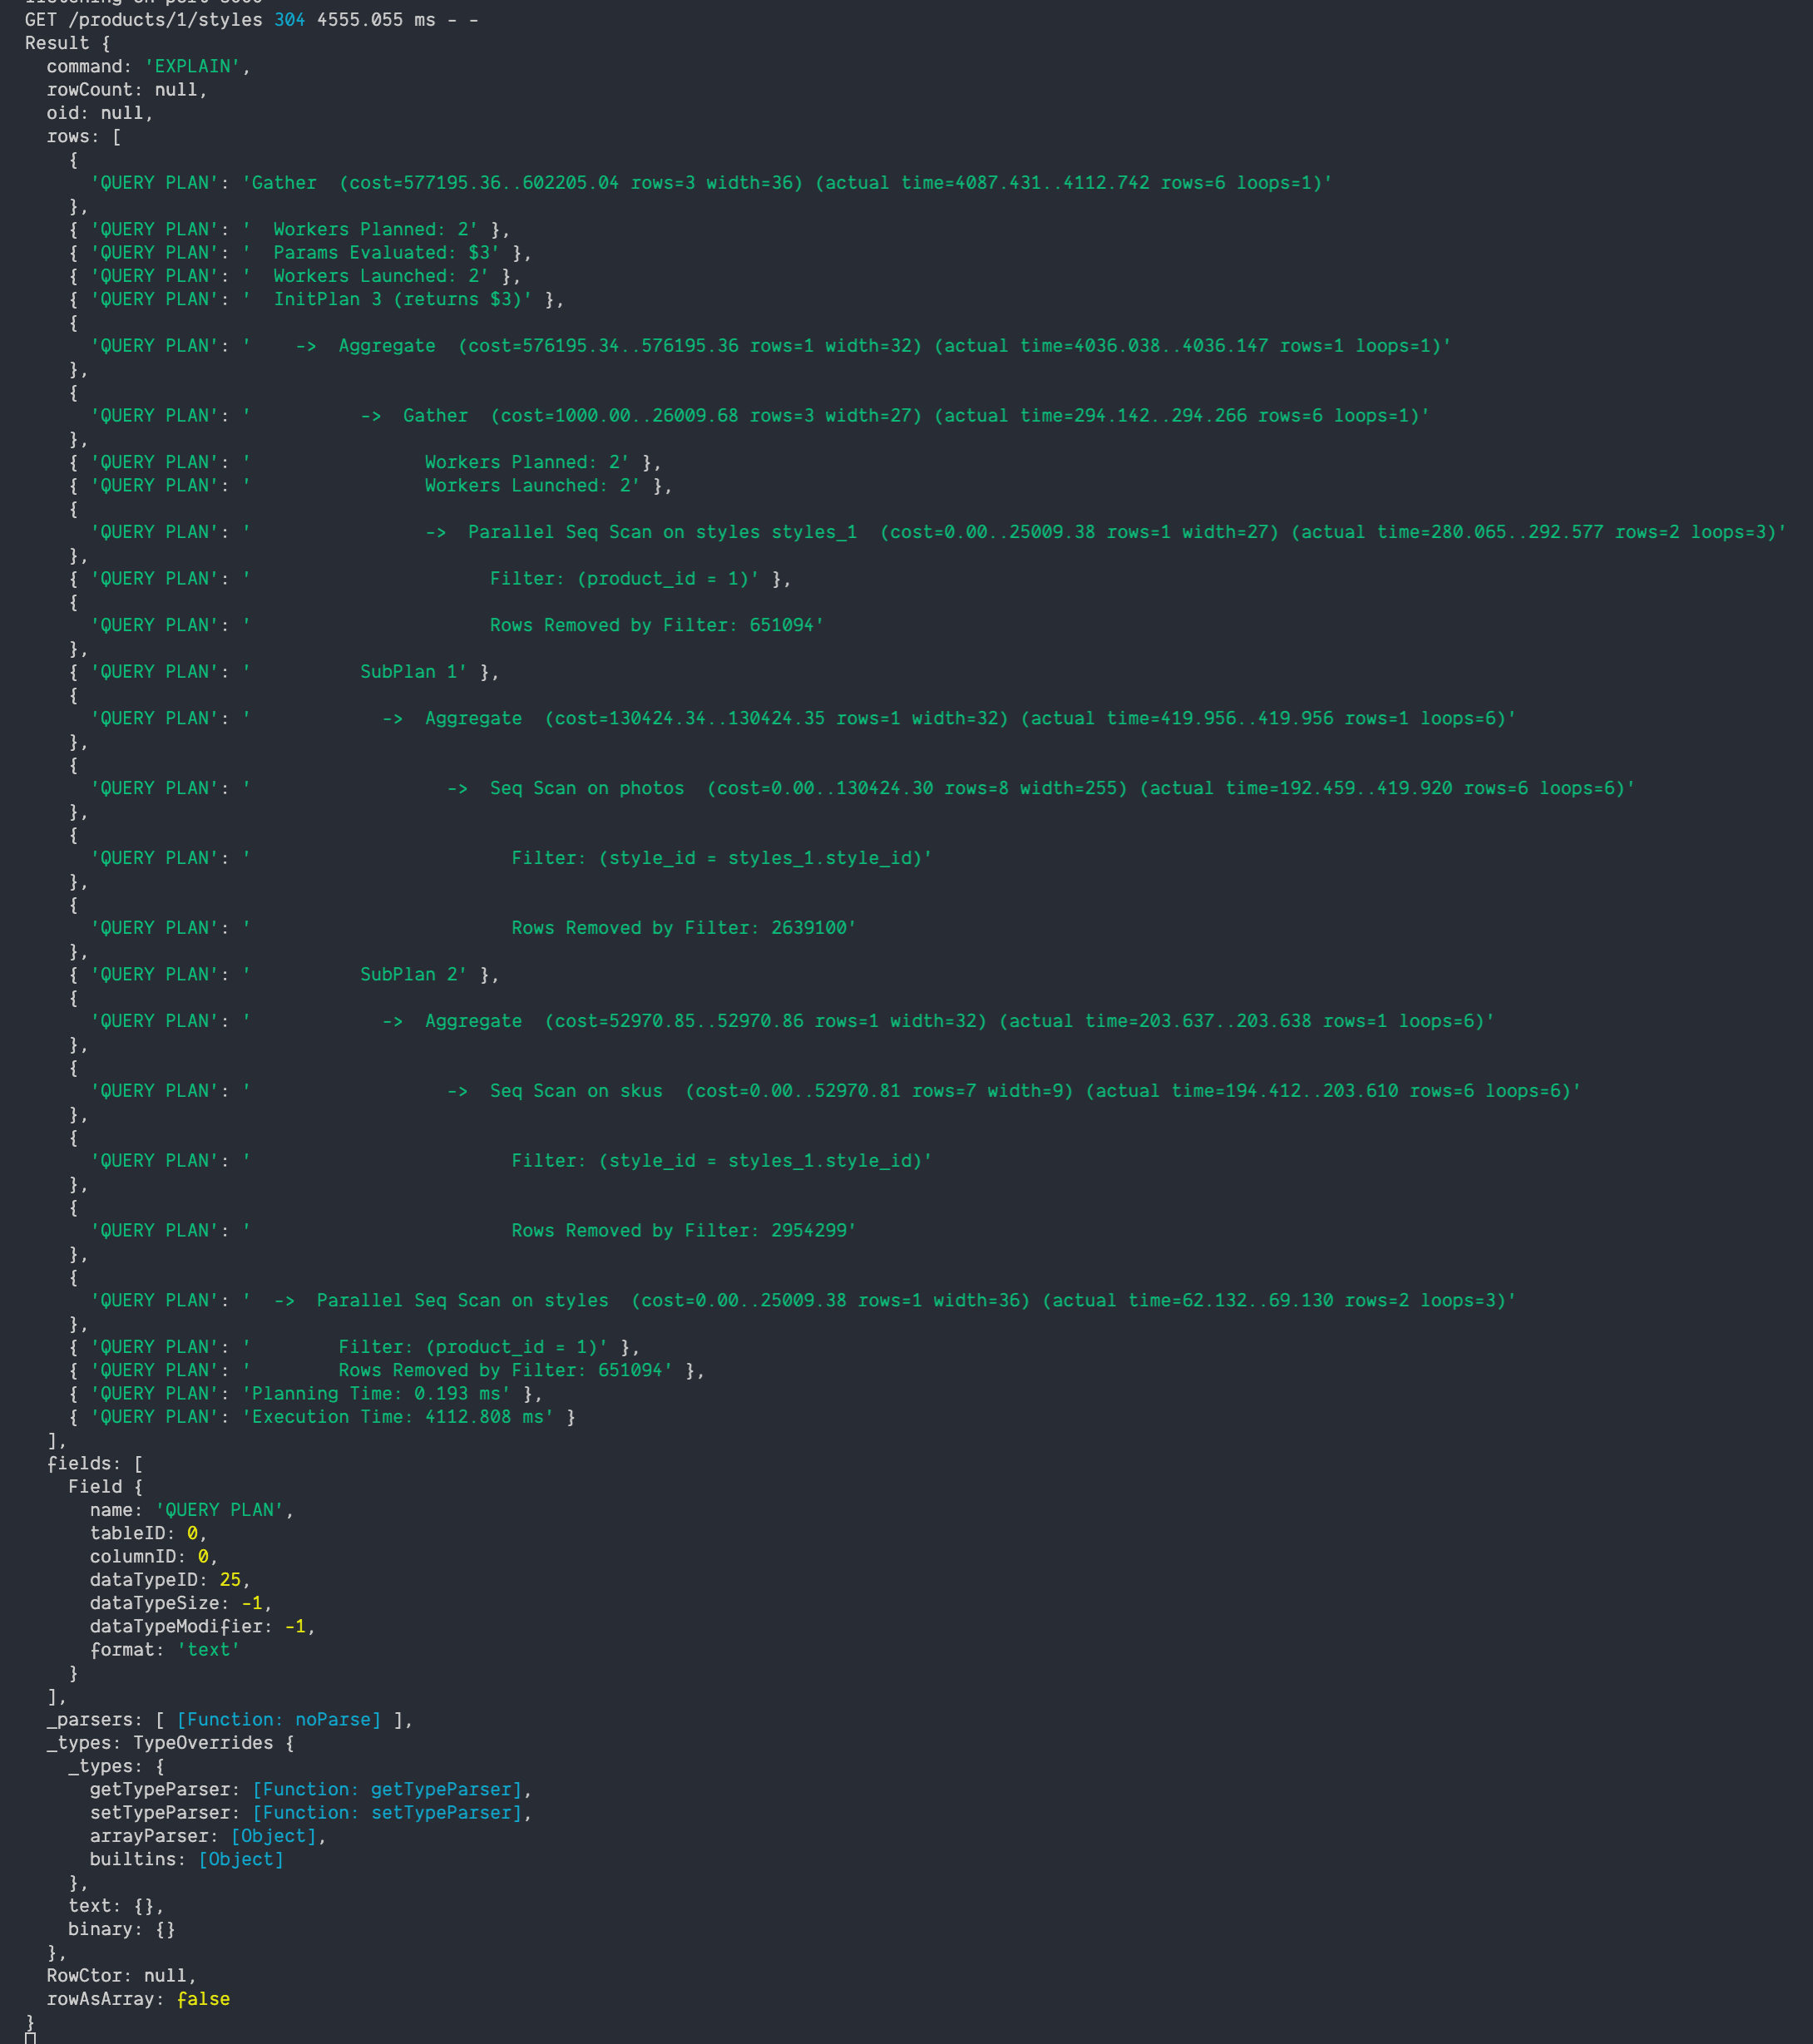 listening on port 3000
GET /products/1/styles 304 4555.055 ms - -
Result {
  command: 'EXPLAIN',
  rowCount: null,
  oid: null,
  rows: [
    {
      'QUERY PLAN': 'Gather  (cost=577195.36..602205.04 rows=3 width=36) (actual time=4087.431..4112.742 rows=6 loops=1)'
    },
    { 'QUERY PLAN': '  Workers Planned: 2' },
    { 'QUERY PLAN': '  Params Evaluated: $3' },
    { 'QUERY PLAN': '  Workers Launched: 2' },
    { 'QUERY PLAN': '  InitPlan 3 (returns $3)' },
    {
      'QUERY PLAN': '    ->  Aggregate  (cost=576195.34..576195.36 rows=1 width=32) (actual time=4036.038..4036.147 rows=1 loops=1)'
    },
    {
      'QUERY PLAN': '          ->  Gather  (cost=1000.00..26009.68 rows=3 width=27) (actual time=294.142..294.266 rows=6 loops=1)'
    },
    { 'QUERY PLAN': '                Workers Planned: 2' },
    { 'QUERY PLAN': '                Workers Launched: 2' },
    {
      'QUERY PLAN': '                ->  Parallel Seq Scan on styles styles_1  (cost=0.00..25009.38 rows=1 width=27) (actual time=280.065..292.577 rows=2 loops=3)'
    },
    { 'QUERY PLAN': '                      Filter: (product_id = 1)' },
    {
      'QUERY PLAN': '                      Rows Removed by Filter: 651094'
    },
    { 'QUERY PLAN': '          SubPlan 1' },
    {
      'QUERY PLAN': '            ->  Aggregate  (cost=130424.34..130424.35 rows=1 width=32) (actual time=419.956..419.956 rows=1 loops=6)'
    },
    {
      'QUERY PLAN': '                  ->  Seq Scan on photos  (cost=0.00..130424.30 rows=8 width=255) (actual time=192.459..419.920 rows=6 loops=6)'
    },
    {
      'QUERY PLAN': '                        Filter: (style_id = styles_1.style_id)'
    },
    {
      'QUERY PLAN': '                        Rows Removed by Filter: 2639100'
    },
    { 'QUERY PLAN': '          SubPlan 2' },
    {
      'QUERY PLAN': '            ->  Aggregate  (cost=52970.85..52970.86 rows=1 width=32) (actual time=203.637..203.638 rows=1 loops=6)'
    },
    {
      'QUERY PLAN': '                  ->  Seq Scan on skus  (cost=0.00..52970.81 rows=7 width=9) (actual time=194.412..203.610 rows=6 loops=6)'
    },
    {
      'QUERY PLAN': '                        Filter: (style_id = styles_1.style_id)'
    },
    {
      'QUERY PLAN': '                        Rows Removed by Filter: 2954299'
    },
    {
      'QUERY PLAN': '  ->  Parallel Seq Scan on styles  (cost=0.00..25009.38 rows=1 width=36) (actual time=62.132..69.130 rows=2 loops=3)'
    },
    { 'QUERY PLAN': '        Filter: (product_id = 1)' },
    { 'QUERY PLAN': '        Rows Removed by Filter: 651094' },
    { 'QUERY PLAN': 'Planning Time: 0.193 ms' },
    { 'QUERY PLAN': 'Execution Time: 4112.808 ms' }
  ],
  fields: [
    Field {
      name: 'QUERY PLAN',
      tableID: 0,
      columnID: 0,
      dataTypeID: 25,
      dataTypeSize: -1,
      dataTypeModifier: -1,
      format: 'text'
    }
  ],
  _parsers: [ [Function: noParse] ],
  _types: TypeOverrides {
    _types: {
      getTypeParser: [Function: getTypeParser],
      setTypeParser: [Function: setTypeParser],
      arrayParser: [Object],
      builtins: [Object]
    },
    text: {},
    binary: {}
  },
  RowCtor: null,
  rowAsArray: false
}